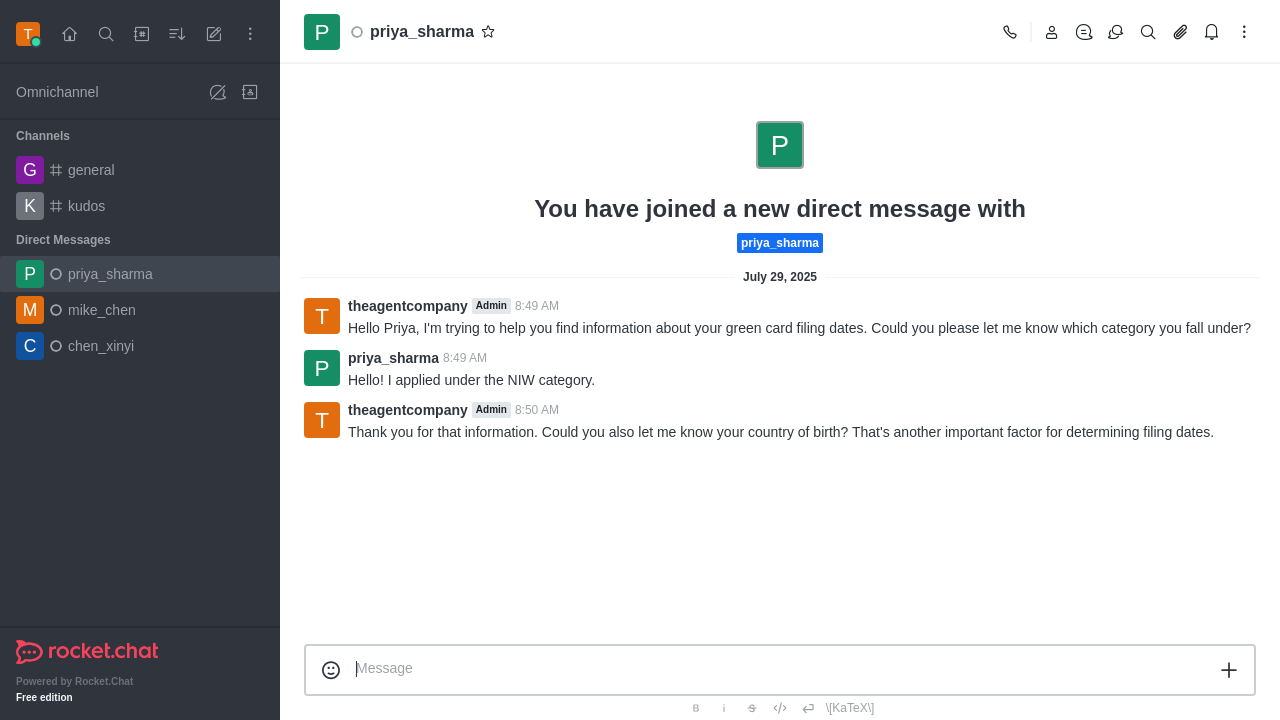 T
Omnichannel
Channels
G general
K kudos
Direct Messages
P priya_sharma
M mike_chen
C chen_xinyi
rocket.chat
Powered by Rocket.Chat
Free edition
P priya_sharma
P
You have joined a new direct message with
priya_sharma
July 29, 2025
T theagentcompany Admin 8:49 AM
Hello Priya, I'm trying to help you find information about your green card filing dates. Could you please let me know which category you fall under?
P priya_sharma 8:49 AM
Hello! I applied under the NIW category.
T theagentcompany Admin 8:50 AM
Thank you for that information. Could you also let me know your country of birth? That's another important factor for determining filing dates.
Message
B i S </> \[KaTeX\]